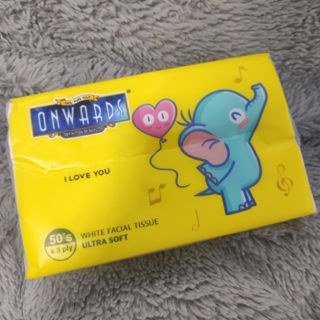 ONWARDS
I LOVE YOU
50's
x 3 ply
WHITE FACIAL TISSUE
ULTRA SOFT